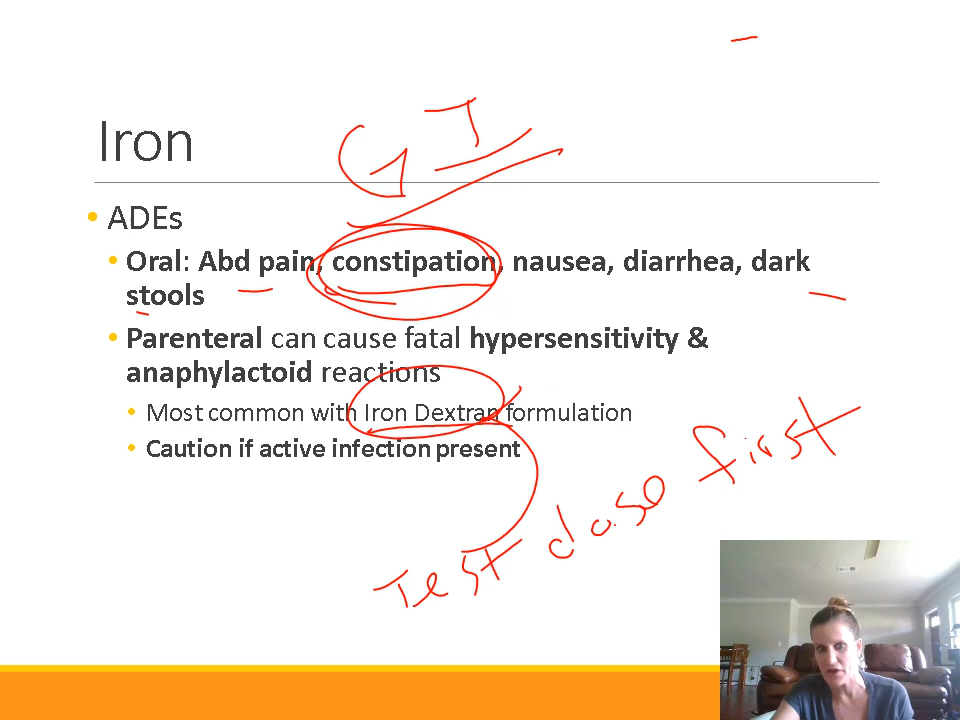 GI
Iron
• ADEs
• Oral: Abd pain, constipation, nausea, diarrhea, dark
stools
• Parenteral can cause fatal hypersensitivity &
anaphylactoid reactions
• Most common with Iron Dextran formulation
• Caution if active infection present
Test dose first